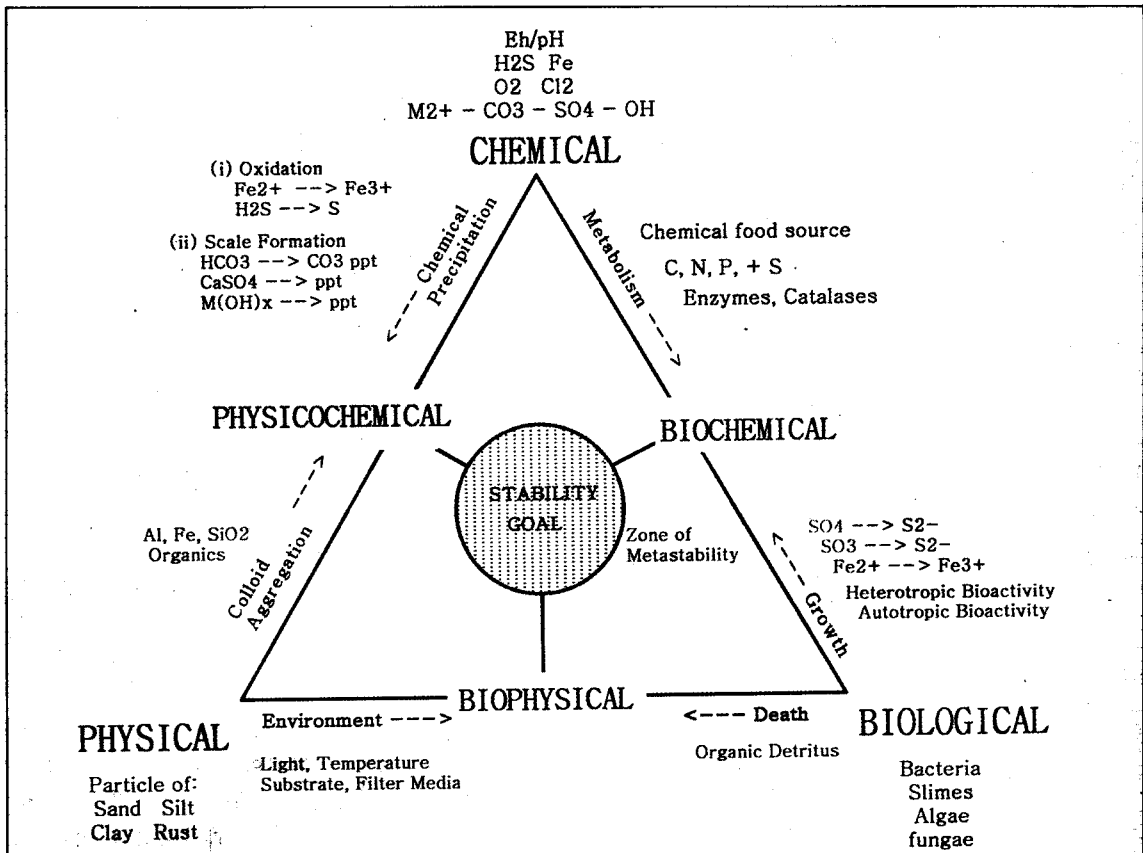 Eh/pH
H2S Fe
O2 Cl2
M2+ - CO3 - SO4 - OH
CHEMICAL
(i) Oxidation
Fe2+ --> Fe3+
H2S --> S
(ii) Scale Formation
HCO3 --> CO3 ppt
CaSO4 --> ppt
M(OH)x --> ppt
<--- Chemical
Precipitation
Metabolism --->
Chemical food source
C, N, P, + S
Enzymes, Catalases
PHYSICOCHEMICAL
BIOCHEMICAL
STABILITY
GOAL
Zone of
Metastability
Al, Fe, SiO2
Organics
Colloid --->
Aggregation
SO4 --> S2-
SO3 --> S2-
Fe2+ --> Fe3+
Heterotropic Bioactivity
Autotropic Bioactivity
<--- Growth
BIOPHYSICAL
PHYSICAL
Particle of:
Sand Silt
Clay Rust
Environment --->
Light, Temperature
Substrate, Filter Media
<--- Death
Organic Detritus
BIOLOGICAL
Bacteria
Slimes
Algae
fungae